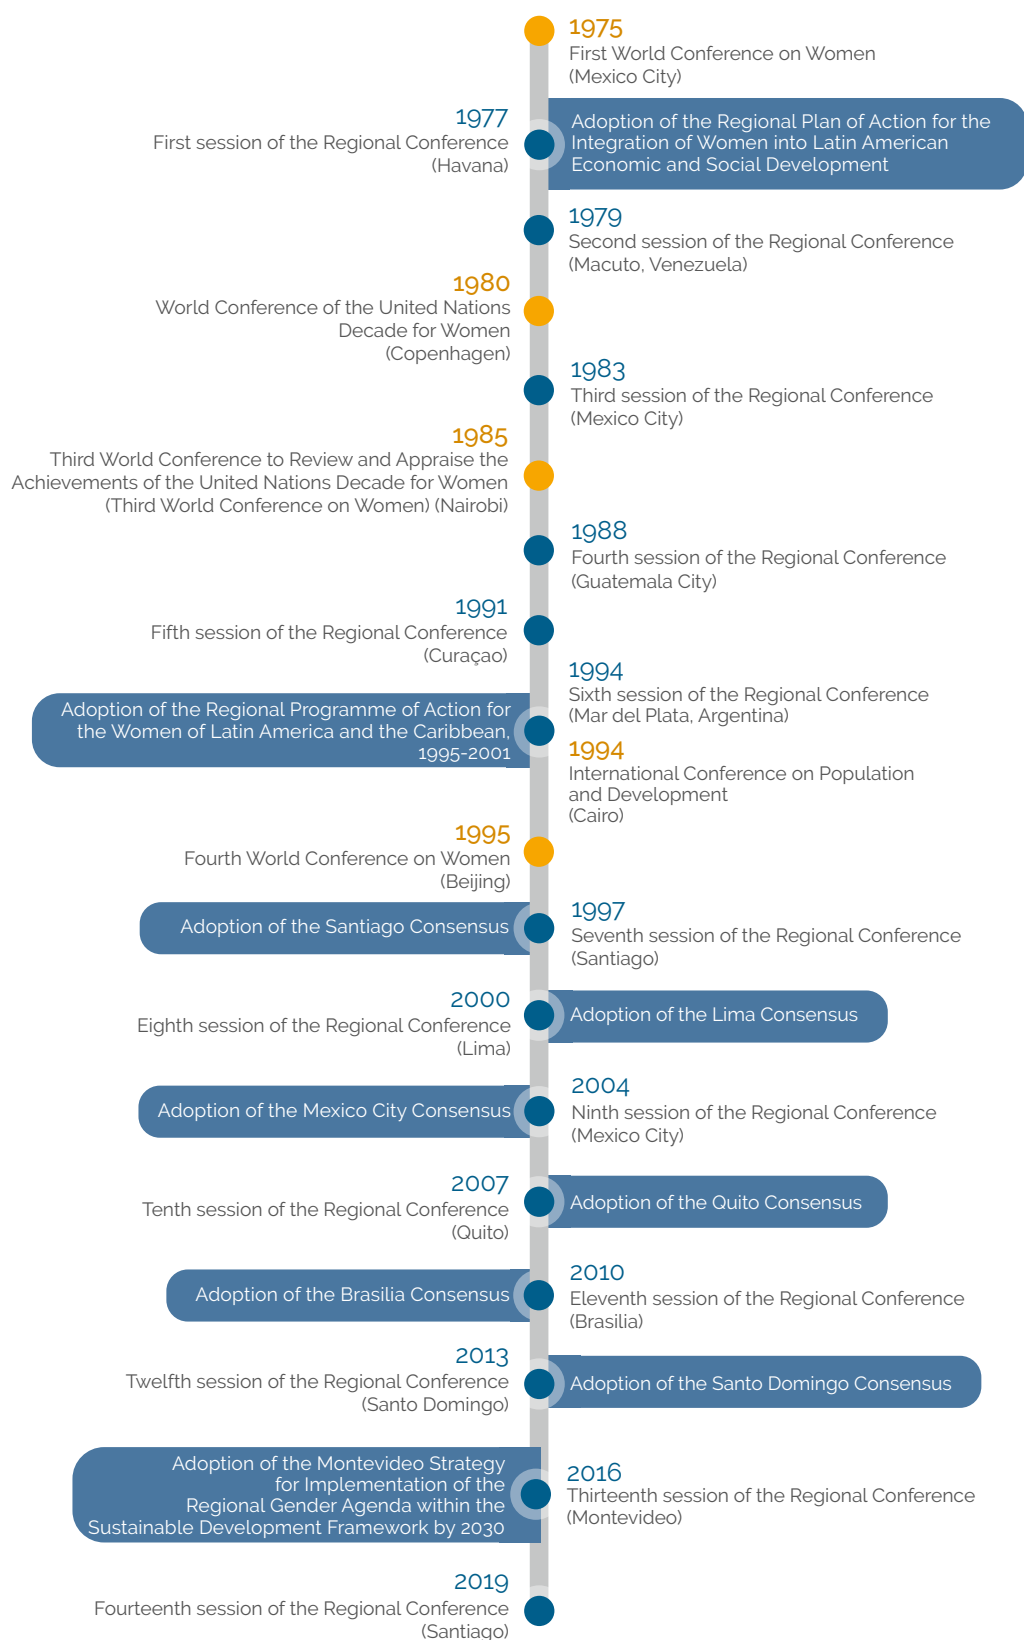 1975
First World Conference on Women
(Mexico City)
1977
First session of the Regional Conference
(Havana)
Adoption of the Regional Plan of Action for the
Integration of Women into Latin American
Economic and Social Development
1979
Second session of the Regional Conference
(Macuto, Venezuela)
1980
World Conference of the United Nations
Decade for Women
(Copenhagen)
1983
Third session of the Regional Conference
(Mexico City)
1985
Third World Conference to Review and Appraise the
Achievements of the United Nations Decade for Women
(Third World Conference on Women) (Nairobi)
1988
Fourth session of the Regional Conference
(Guatemala City)
1991
Fifth session of the Regional Conference
(Curaçao)
1994
Sixth session of the Regional Conference
(Mar del Plata, Argentina)
Adoption of the Regional Programme of Action for
the Women of Latin America and the Caribbean,
1995-2001
1994
International Conference on Population
and Development
(Cairo)
1995
Fourth World Conference on Women
(Beijing)
1997
Seventh session of the Regional Conference
(Santiago)
Adoption of the Santiago Consensus
2000
Eighth session of the Regional Conference
(Lima)
Adoption of the Lima Consensus
2004
Ninth session of the Regional Conference
(Mexico City)
Adoption of the Mexico City Consensus
2007
Tenth session of the Regional Conference
(Quito)
Adoption of the Quito Consensus
2010
Eleventh session of the Regional Conference
(Brasilia)
Adoption of the Brasilia Consensus
2013
Twelfth session of the Regional Conference
(Santo Domingo)
Adoption of the Santo Domingo Consensus
2016
Thirteenth session of the Regional Conference
(Montevideo)
Adoption of the Montevideo Strategy
for Implementation of the
Regional Gender Agenda within the
Sustainable Development Framework by 2030
2019
Fourteenth session of the Regional Conference
(Santiago)